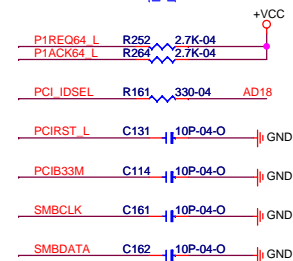 +VCC
P1REQ64_L R252 2.7K-04
P1ACK64_L R264 2.7K-04
PCI_IDSEL R161 330-04 AD18
PCIRST_L C131 10P-04-O GND
PCIB33M C114 10P-04-O GND
SMBCLK C161 10P-04-O GND
SMBDATA C162 10P-04-O GND